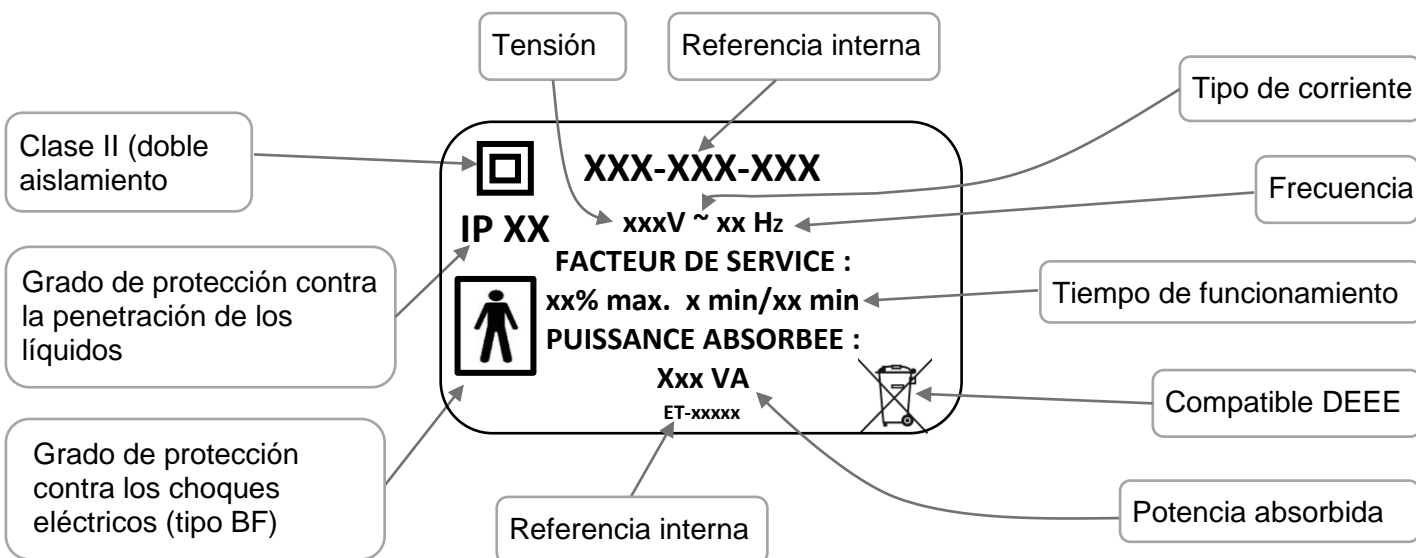 Tensión
Referencia interna
Tipo de corriente
Clase II (doble
aislamiento
XXX-XXX-XXX
Frecuencia
IP XX
xxxV ~ xx Hz
FACTEUR DE SERVICE :
Grado de protección contra
la penetración de los
líquidos
xx% max. x min/xx min
Tiempo de funcionamiento
PUISSANCE ABSORBEE :
Xxx VA
Compatible DEEE
ET-xxxxx
Grado de protección
contra los choques
eléctricos (tipo BF)
Referencia interna
Potencia absorbida